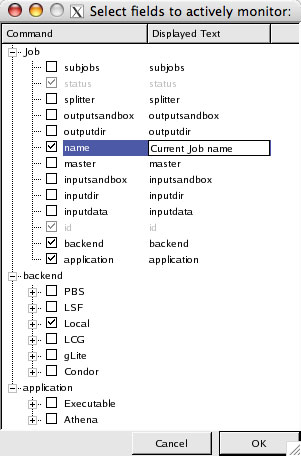 Select fields to actively monitor:
Command Displayed Text
Job
subjobs subjobs
status status
splitter splitter
outputsandbox outputsandbox
outputdir outputdir
name Current Job name
master master
inputsandbox inputsandbox
inputdir inputdir
inputdata inputdata
id id
backend backend
application application
backend
PBS
LSF
Local
LCG
gLite
Condor
application
Executable
Athena
Cancel OK